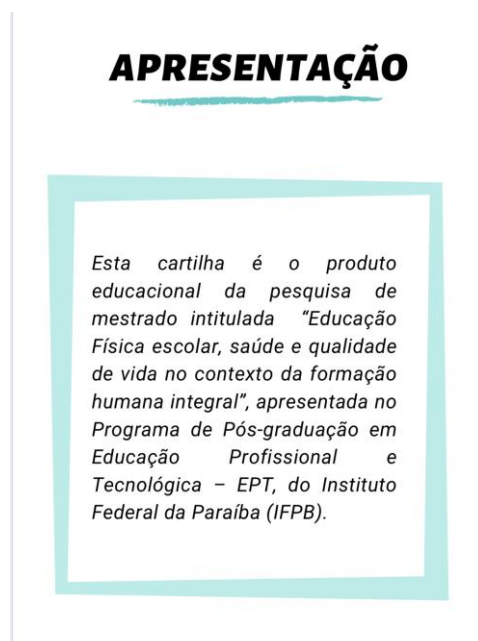 APRESENTAÇÃO
Esta cartilha é o produto
educacional da pesquisa de
mestrado intitulada “Educação
Física escolar, saúde e qualidade
de vida no contexto da formação
humana integral”, apresentada no
Programa de Pós-graduação em
Educação Profissional e
Tecnológica – EPT, do Instituto
Federal da Paraíba (IFPB).